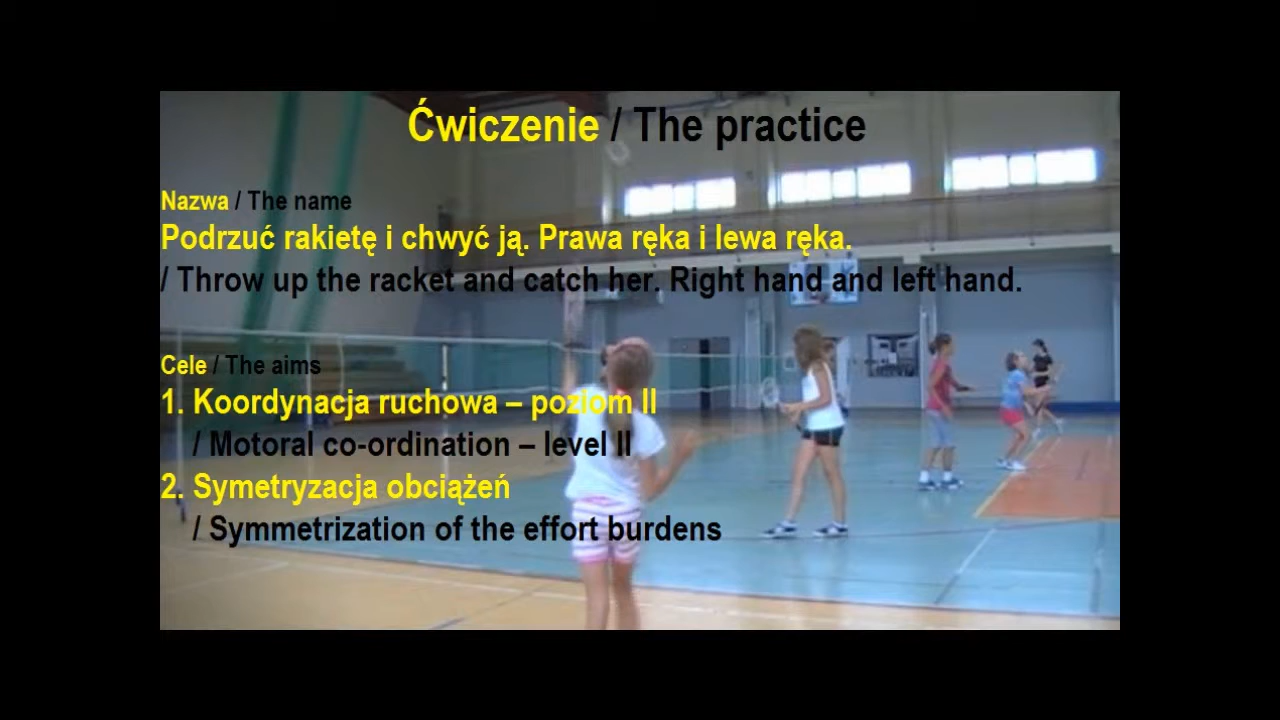 Ćwiczenie / The practice
Nazwa / The name
Podrzuć rakietę i chwyć ją. Prawa ręka i lewa ręka.
/ Throw up the racket and catch her. Right hand and left hand.
Cele / The aims
1. Koordynacja ruchowa – poziom II
/ Motoral co-ordination – level II
2. Symetryzacja obciążeń
/ Symmetrization of the effort burdens